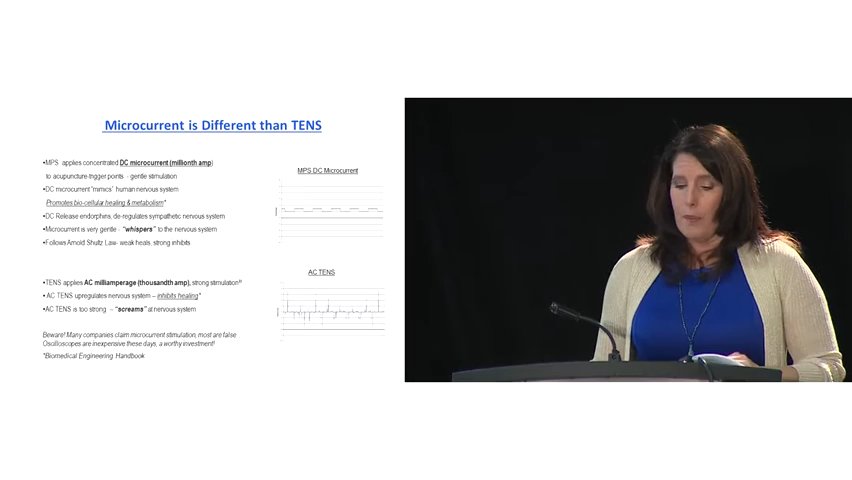 Microcurrent is Different than TENS
•MPS applies concentrated DC microcurrent (millionth amp)
to acupuncture-trigger points - gentle stimulation
•DC microcurrent "mimics" human nervous system
Promotes bio-cellular healing & metabolism*
•DC Release endorphins, de-regulates sympathetic nervous system
•Microcurrent is very gentle - "whispers" to the nervous system
•Follows Arnold Shultz Law- weak heals, strong inhibits
MPS DC Microcurrent
•TENS applies AC milliamperage (thousandth amp), strong stimulation
• AC TENS upregulates nervous system – inhibits healing*
•AC TENS is too strong – "screams" at nervous system
AC TENS
Beware! Many companies claim microcurrent stimulation, most are false
Oscilloscopes are inexpensive these days, a worthy investment!
*Biomedical Engineering Handbook